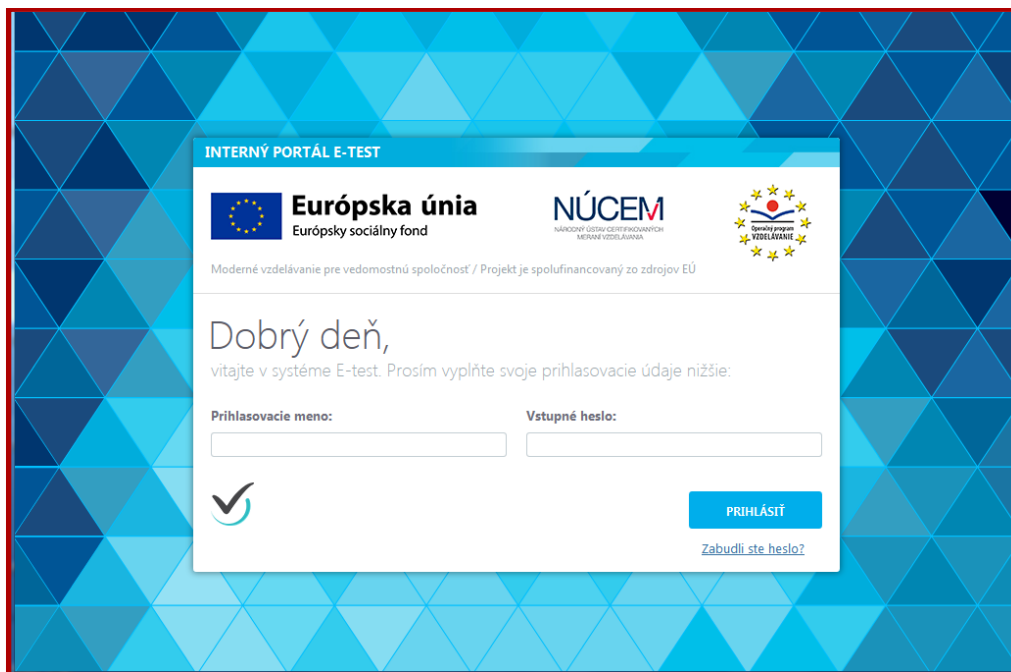 INTERNÝ PORTÁL E-TEST
Európska únia
Európsky sociálny fond
NÚCEM
NÁRODNÝ ÚSTAV CERTIFIKOVANÝCH
MERANÍ VZDELÁVANIA
Operačný program
VZDELÁVANIE
Moderné vzdelávanie pre vedomostnú spoločnosť / Projekt je spolufinancovaný zo zdrojov EÚ
Dobrý deň,
vitajte v systéme E-test. Prosím vyplňte svoje prihlasovacie údaje nižšie:
Prihlasovacie meno:
Vstupné heslo:
PRIHLÁSIŤ
Zabudli ste heslo?